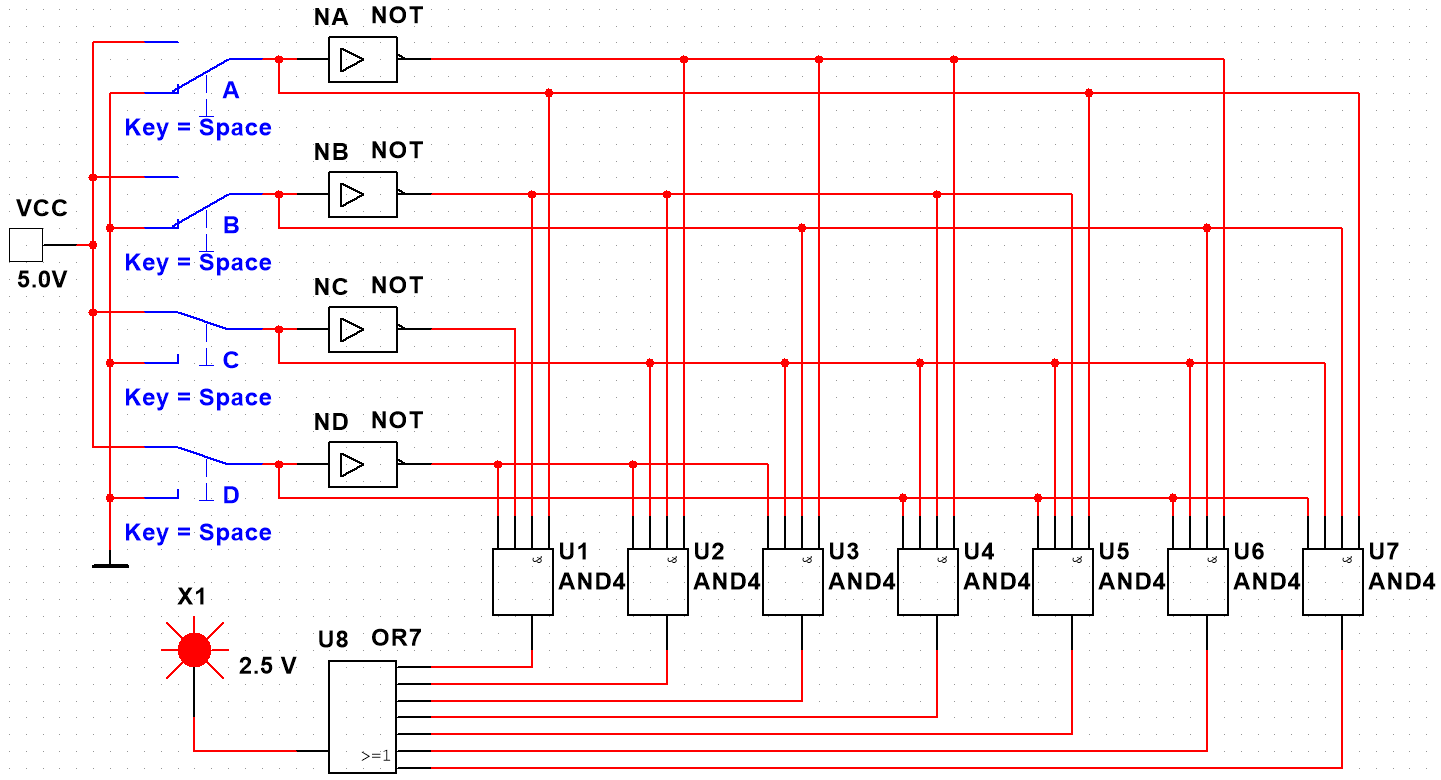 NA NOT
A
Key = Space
NB NOT
VCC
B
Key = Space
5.0V
NC NOT
C
Key = Space
ND NOT
D
Key = Space
& & & & & & &
U1 U2 U3 U4 U5 U6 U7
AND4 AND4 AND4 AND4 AND4 AND4 AND4
X1
U8 OR7
2.5 V
>=1